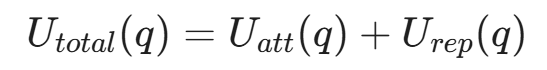 U_{total}(q) = U_{att}(q) + U_{rep}(q)